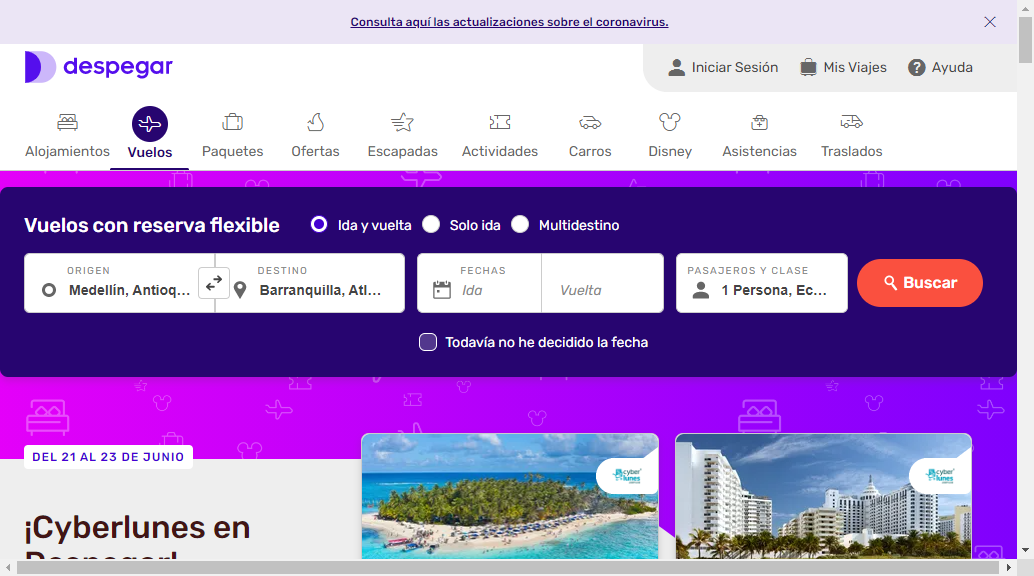 Consulta aquí las actualizaciones sobre el coronavirus.
despegar
Iniciar Sesión
Mis Viajes
Ayuda
Alojamientos
Vuelos
Paquetes
Ofertas
Escapadas
Actividades
Carros
Disney
Asistencias
Traslados
Vuelos con reserva flexible
Ida y vuelta
Solo ida
Multidestino
ORIGEN
Medellín, Antioq...
DESTINO
Barranquilla, Atl...
FECHAS
Ida
Vuelta
PASAJEROS Y CLASE
1 Persona, Ec...
Buscar
Todavía no he decidido la fecha
DEL 21 AL 23 DE JUNIO
¡Cyberlunes en
Despegar!
cyber
lunes
cyber
lunes